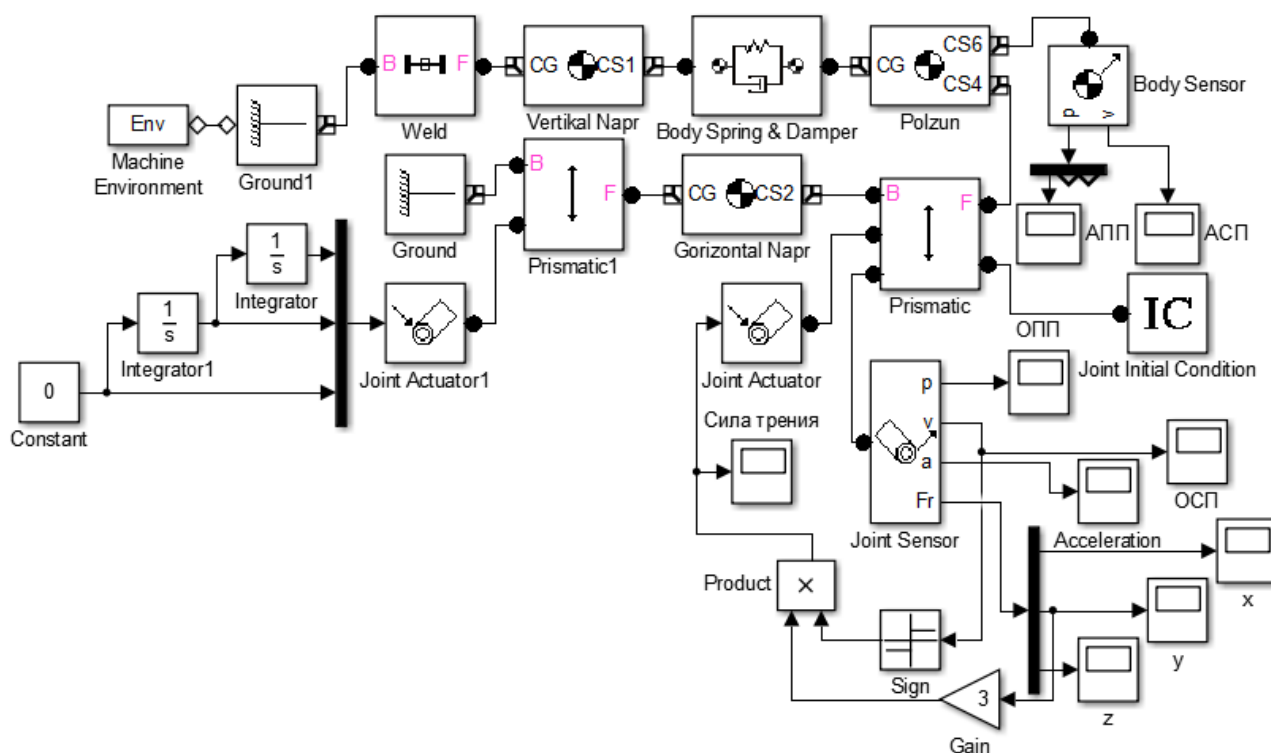 CS6
CG
CS4
Polzun
Body Sensor
p
v
B
F
Weld
CG
CS1
Vertikal Napr
Body Spring & Damper
Env
Machine
Environment
Ground1
Ground
B
F
Prismatic1
CG
CS2
Gorizontal Napr
B
F
Prismatic
АПП
АСП
1
s
Integrator
1
s
Integrator1
0
Constant
Joint Actuator1
Joint Actuator
IC
Joint Initial Condition
ОПП
Сила трения
p
v
a
Fr
Joint Sensor
ОСП
Acceleration
x
y
z
Product
×
Sign
3
Gain